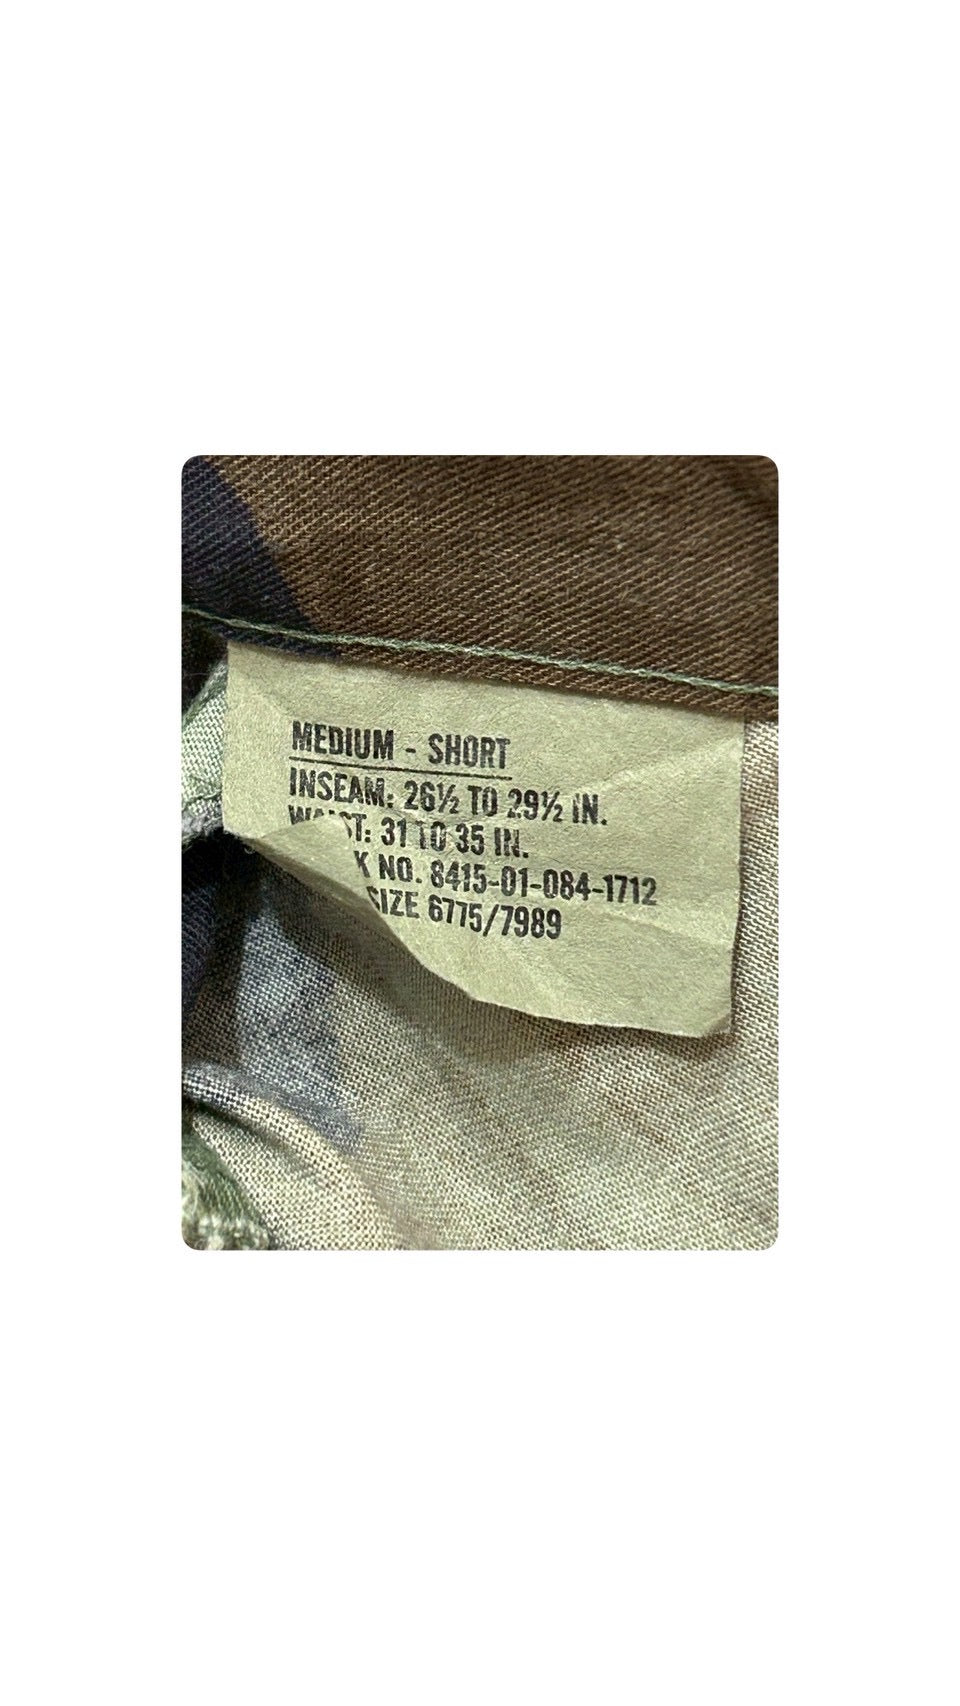 MEDIUM - SHORT
INSEAM: 26½ TO 29½ IN.
31 TO 35 IN.
NO. 8415-01-084-1712
SIZE 6775/7989